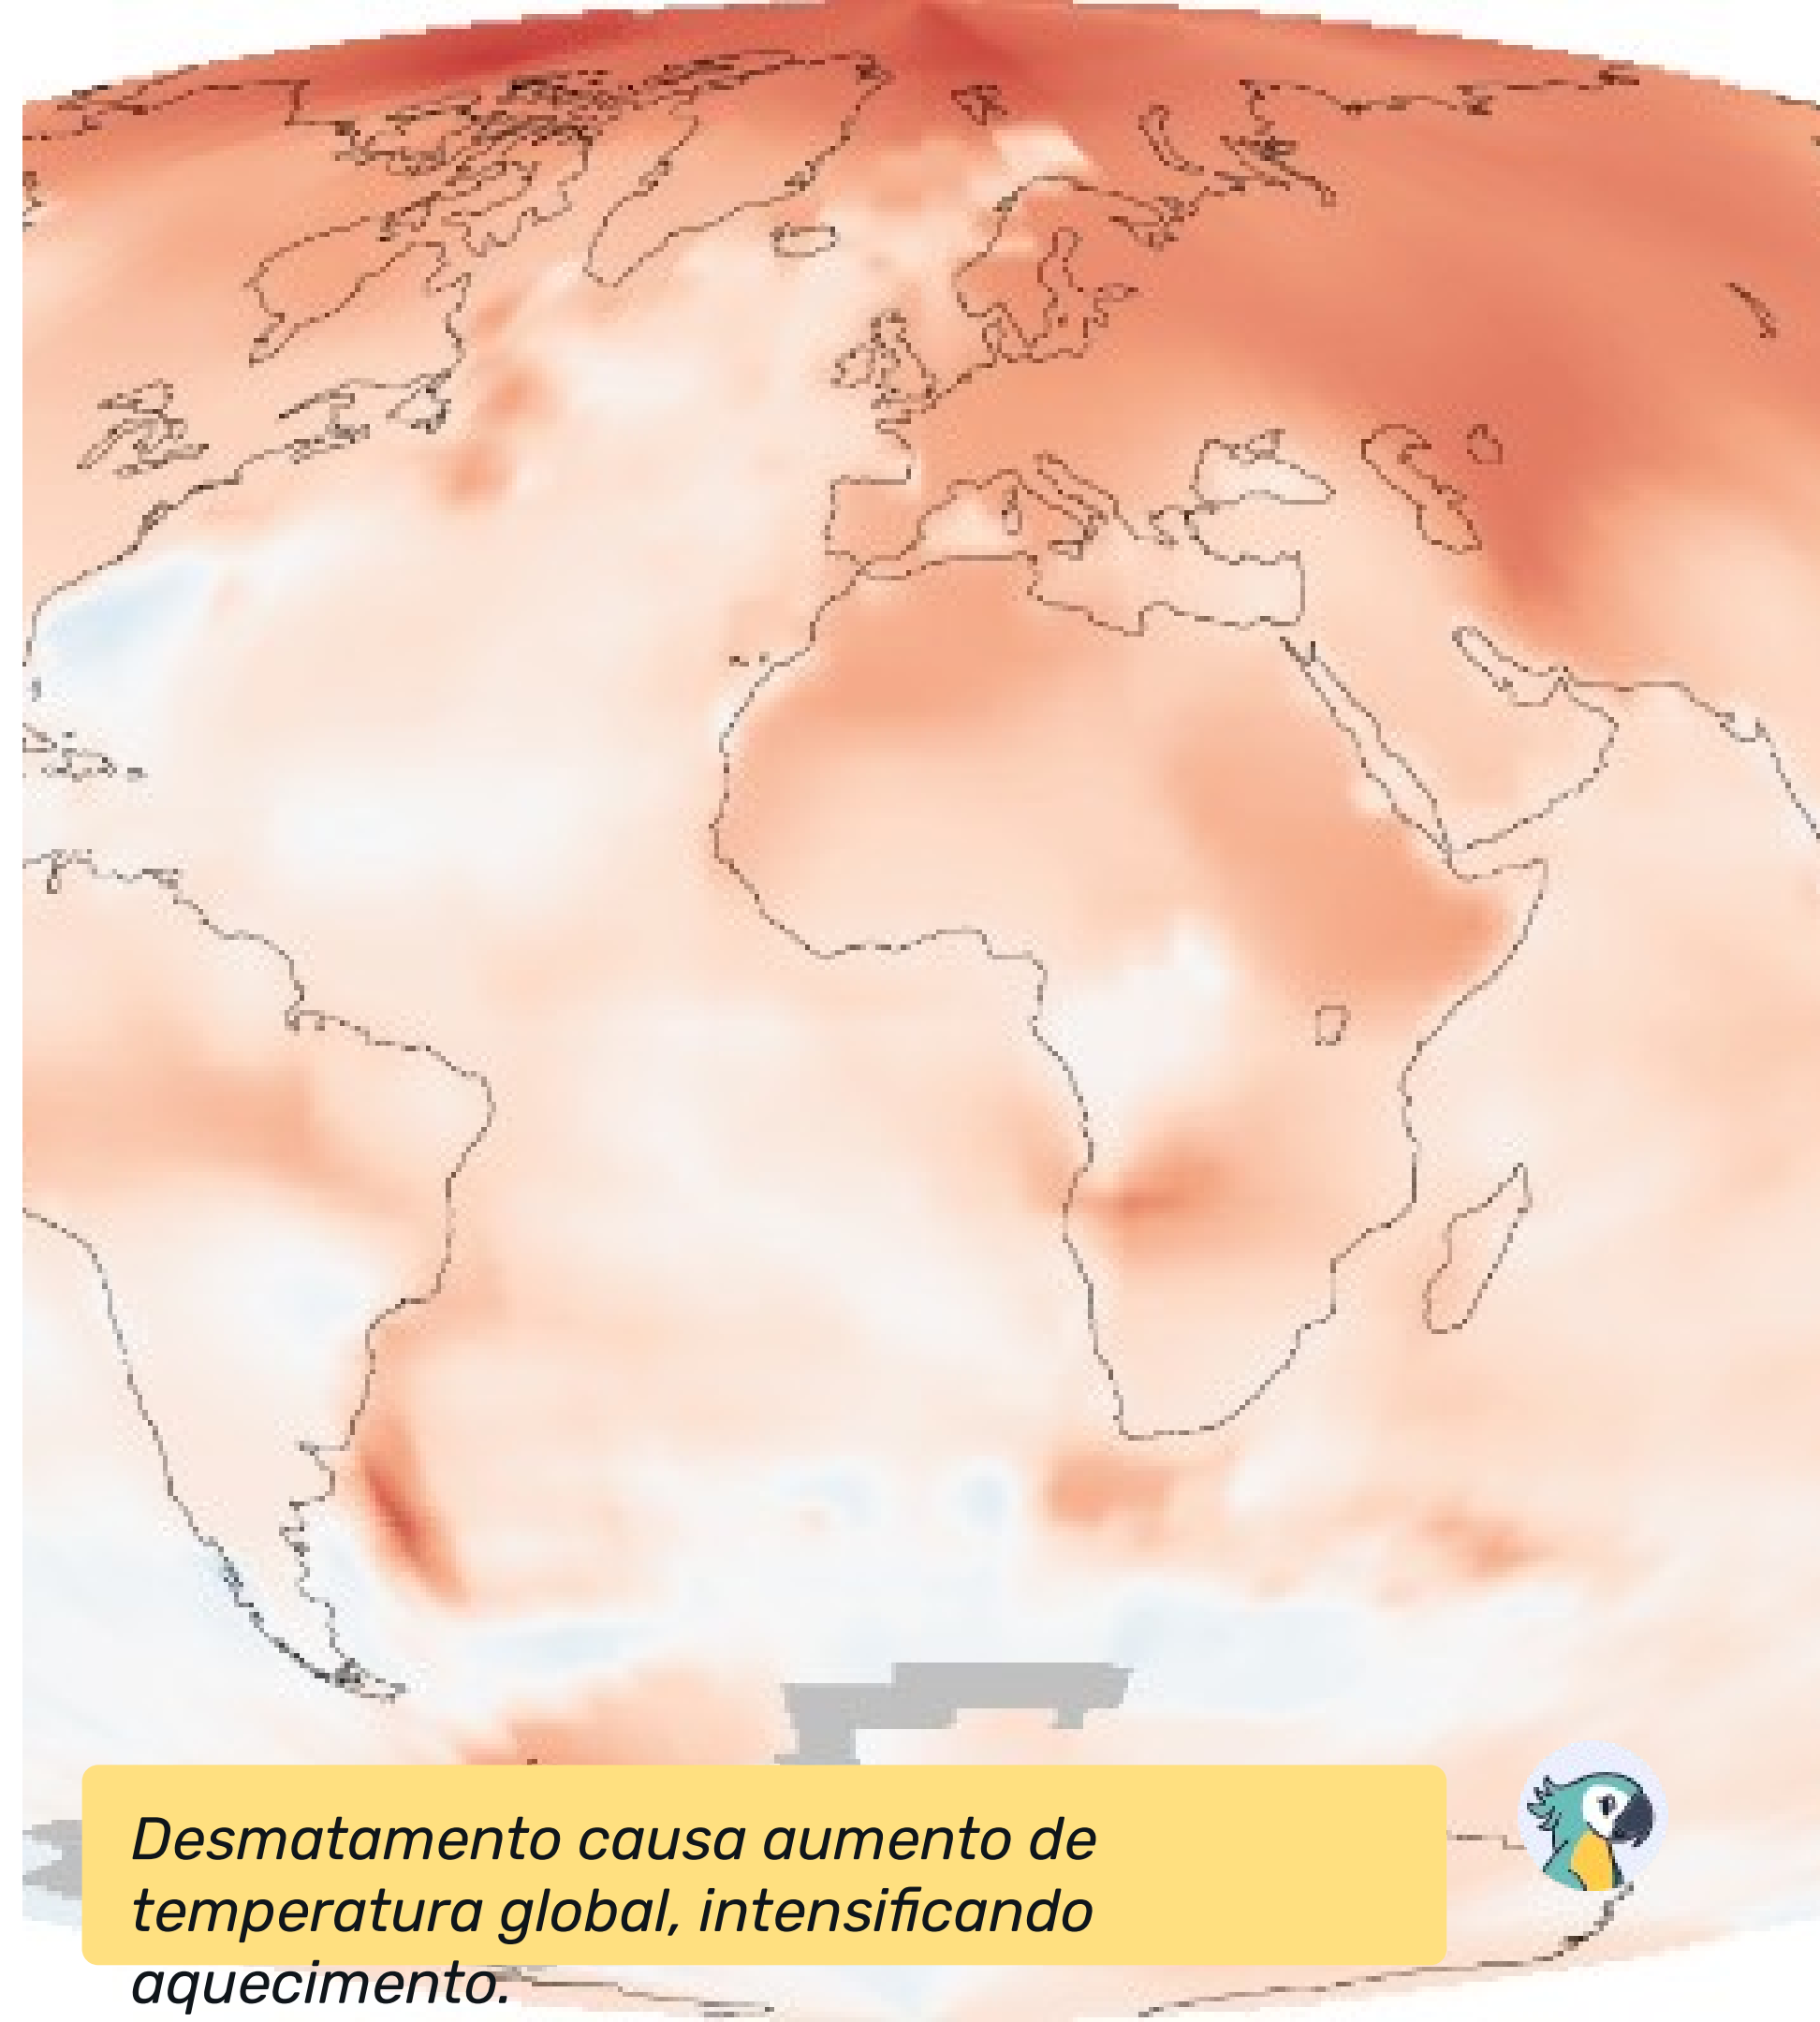 Desmatamento causa aumento de
temperatura global, intensificando
aquecimento.